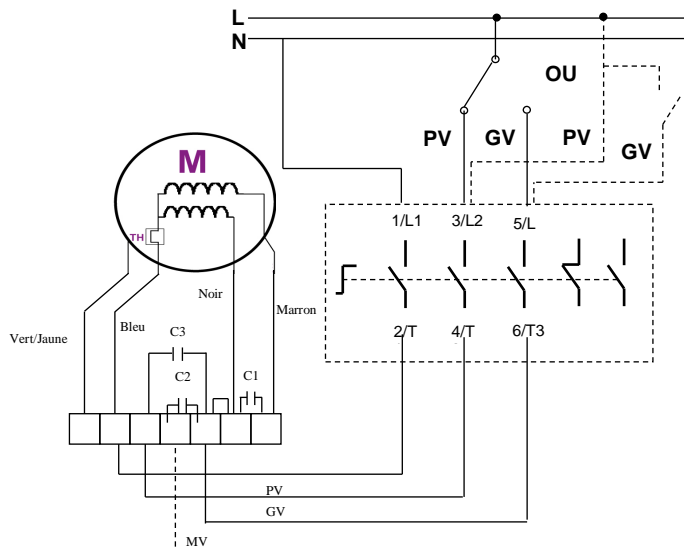 L
N
OU
PV GV PV
GV
M
TH
1/L1 3/L2 5/L
Noir
Marron
Vert/Jaune
Bleu
C3
2/T 4/T 6/T3
C2
C1
PV
GV
MV